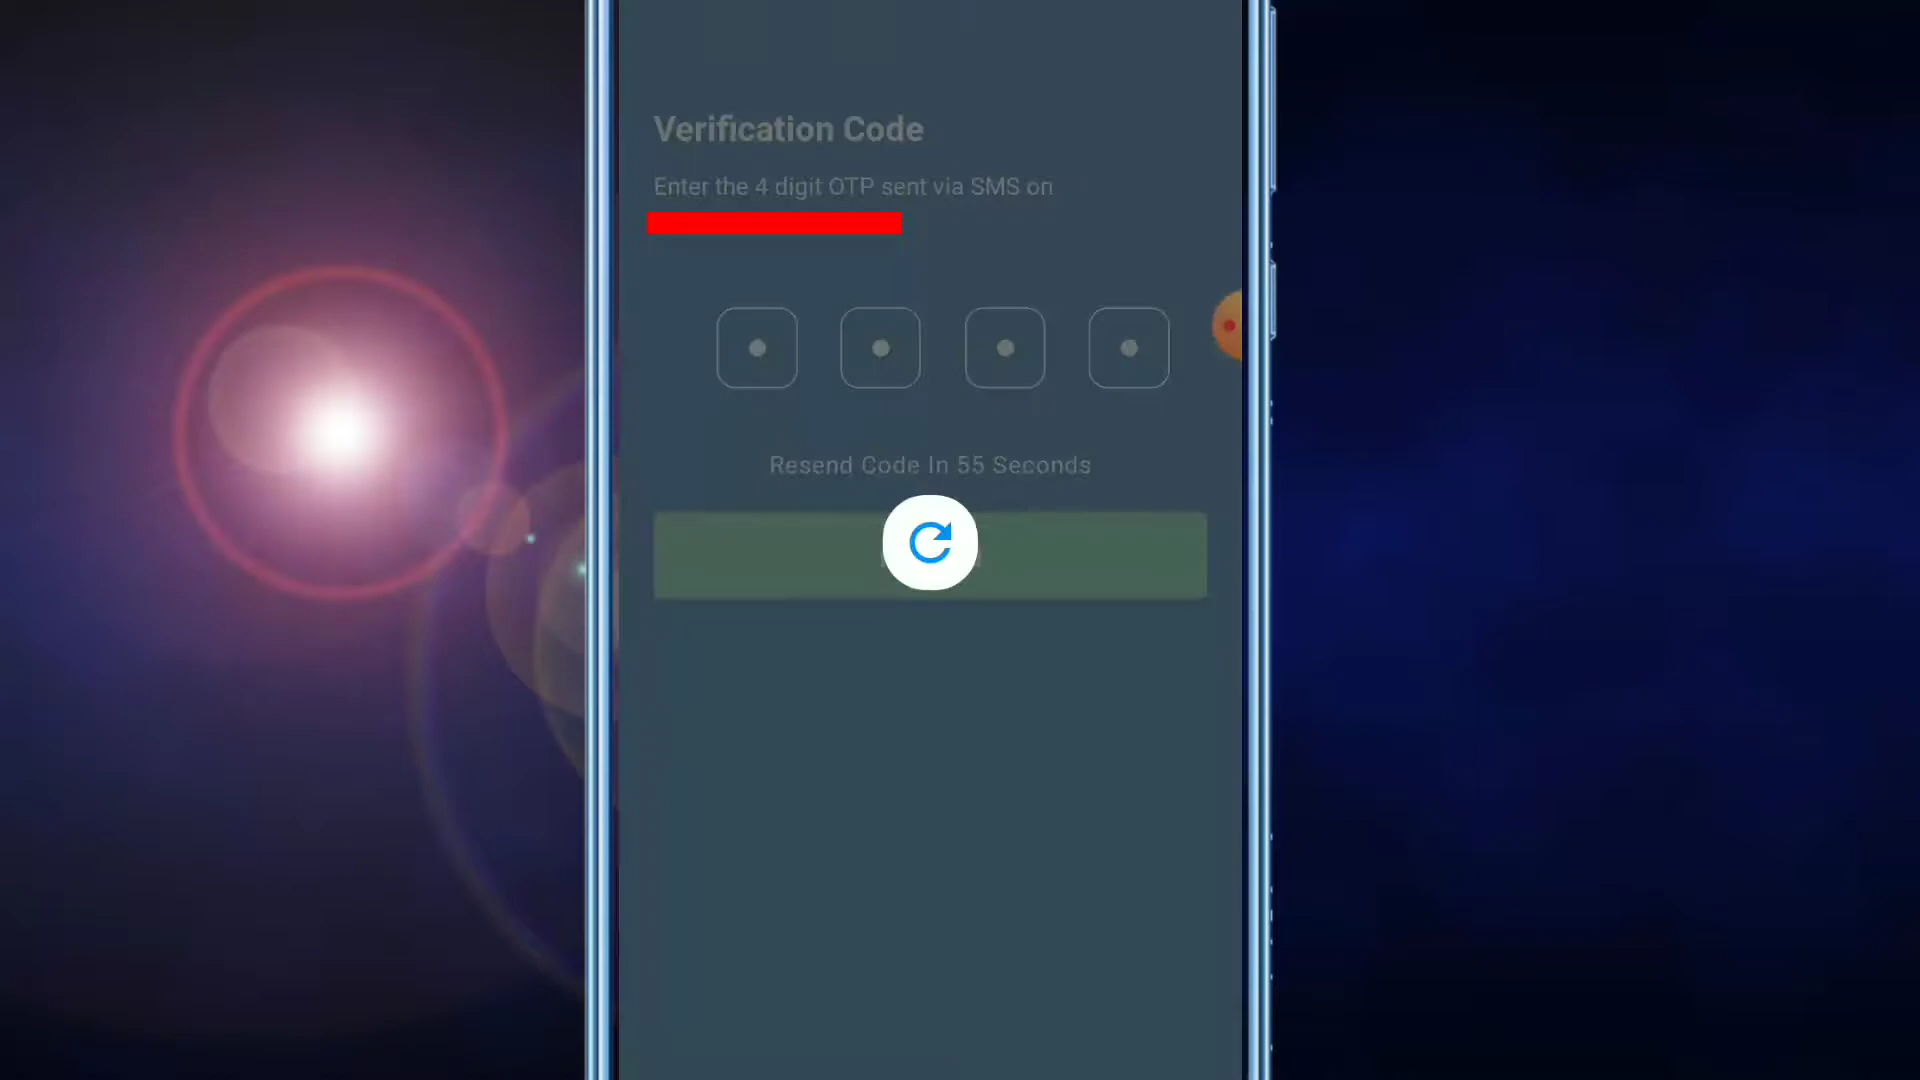 Verification Code
Enter the 4 digit OTP sent via SMS on
Resend Code In 55 Seconds